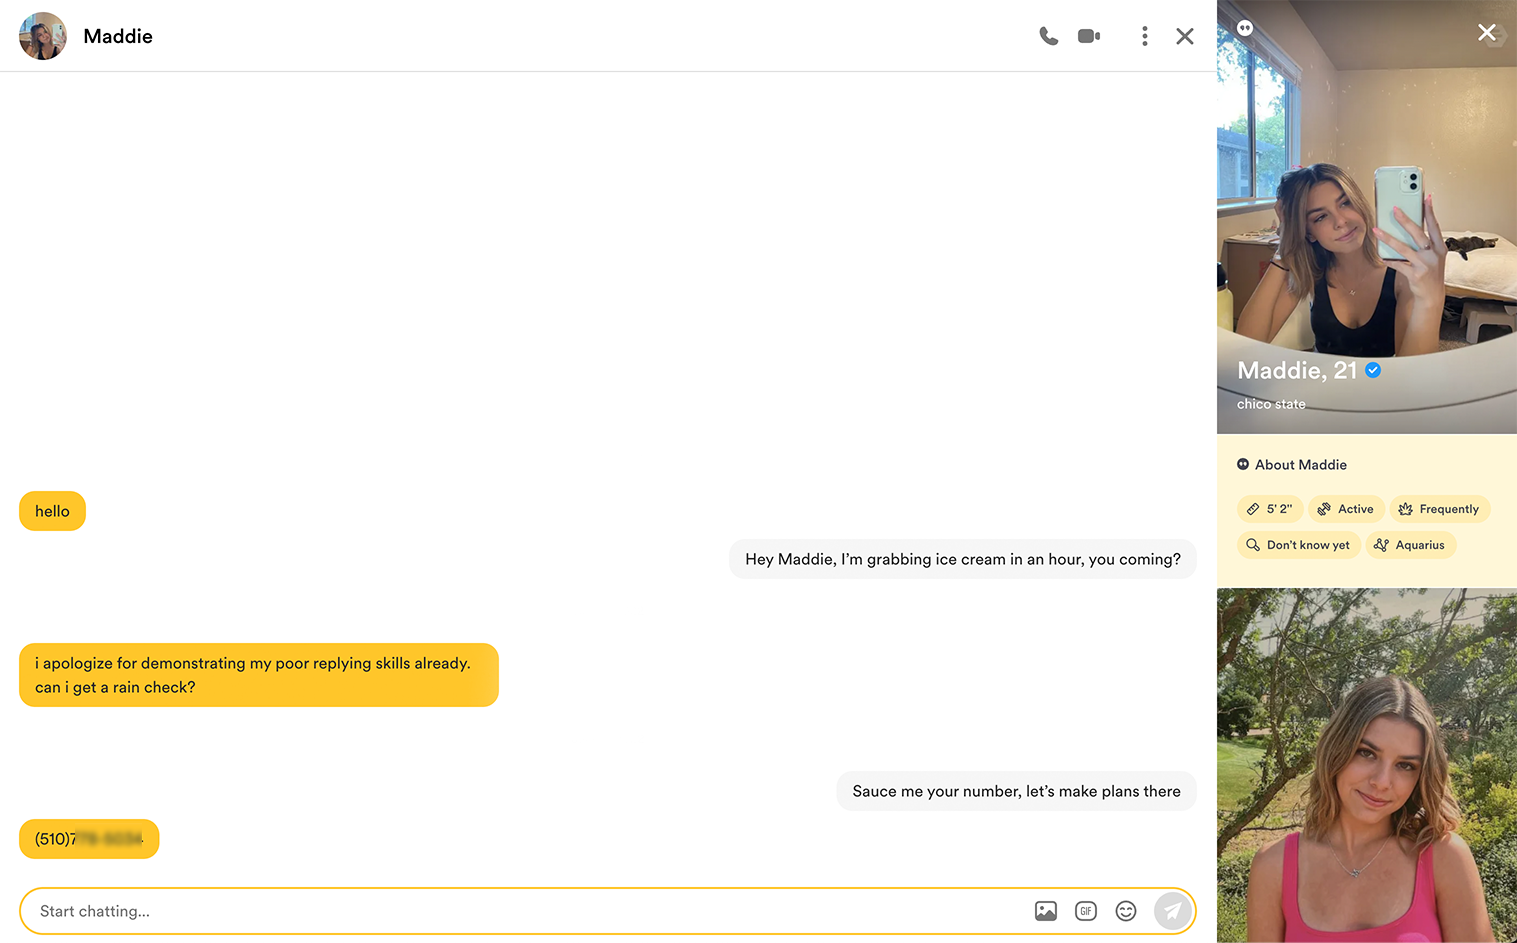 Maddie
hello
Hey Maddie, I'm grabbing ice cream in an hour, you coming?
i apologize for demonstrating my poor replying skills already.
can i get a rain check?
Sauce me your number, let's make plans there
(510)7
Start chatting...
GIF
Maddie, 21
chico state
About Maddie
5' 2"
Active
Frequently
Don't know yet
Aquarius